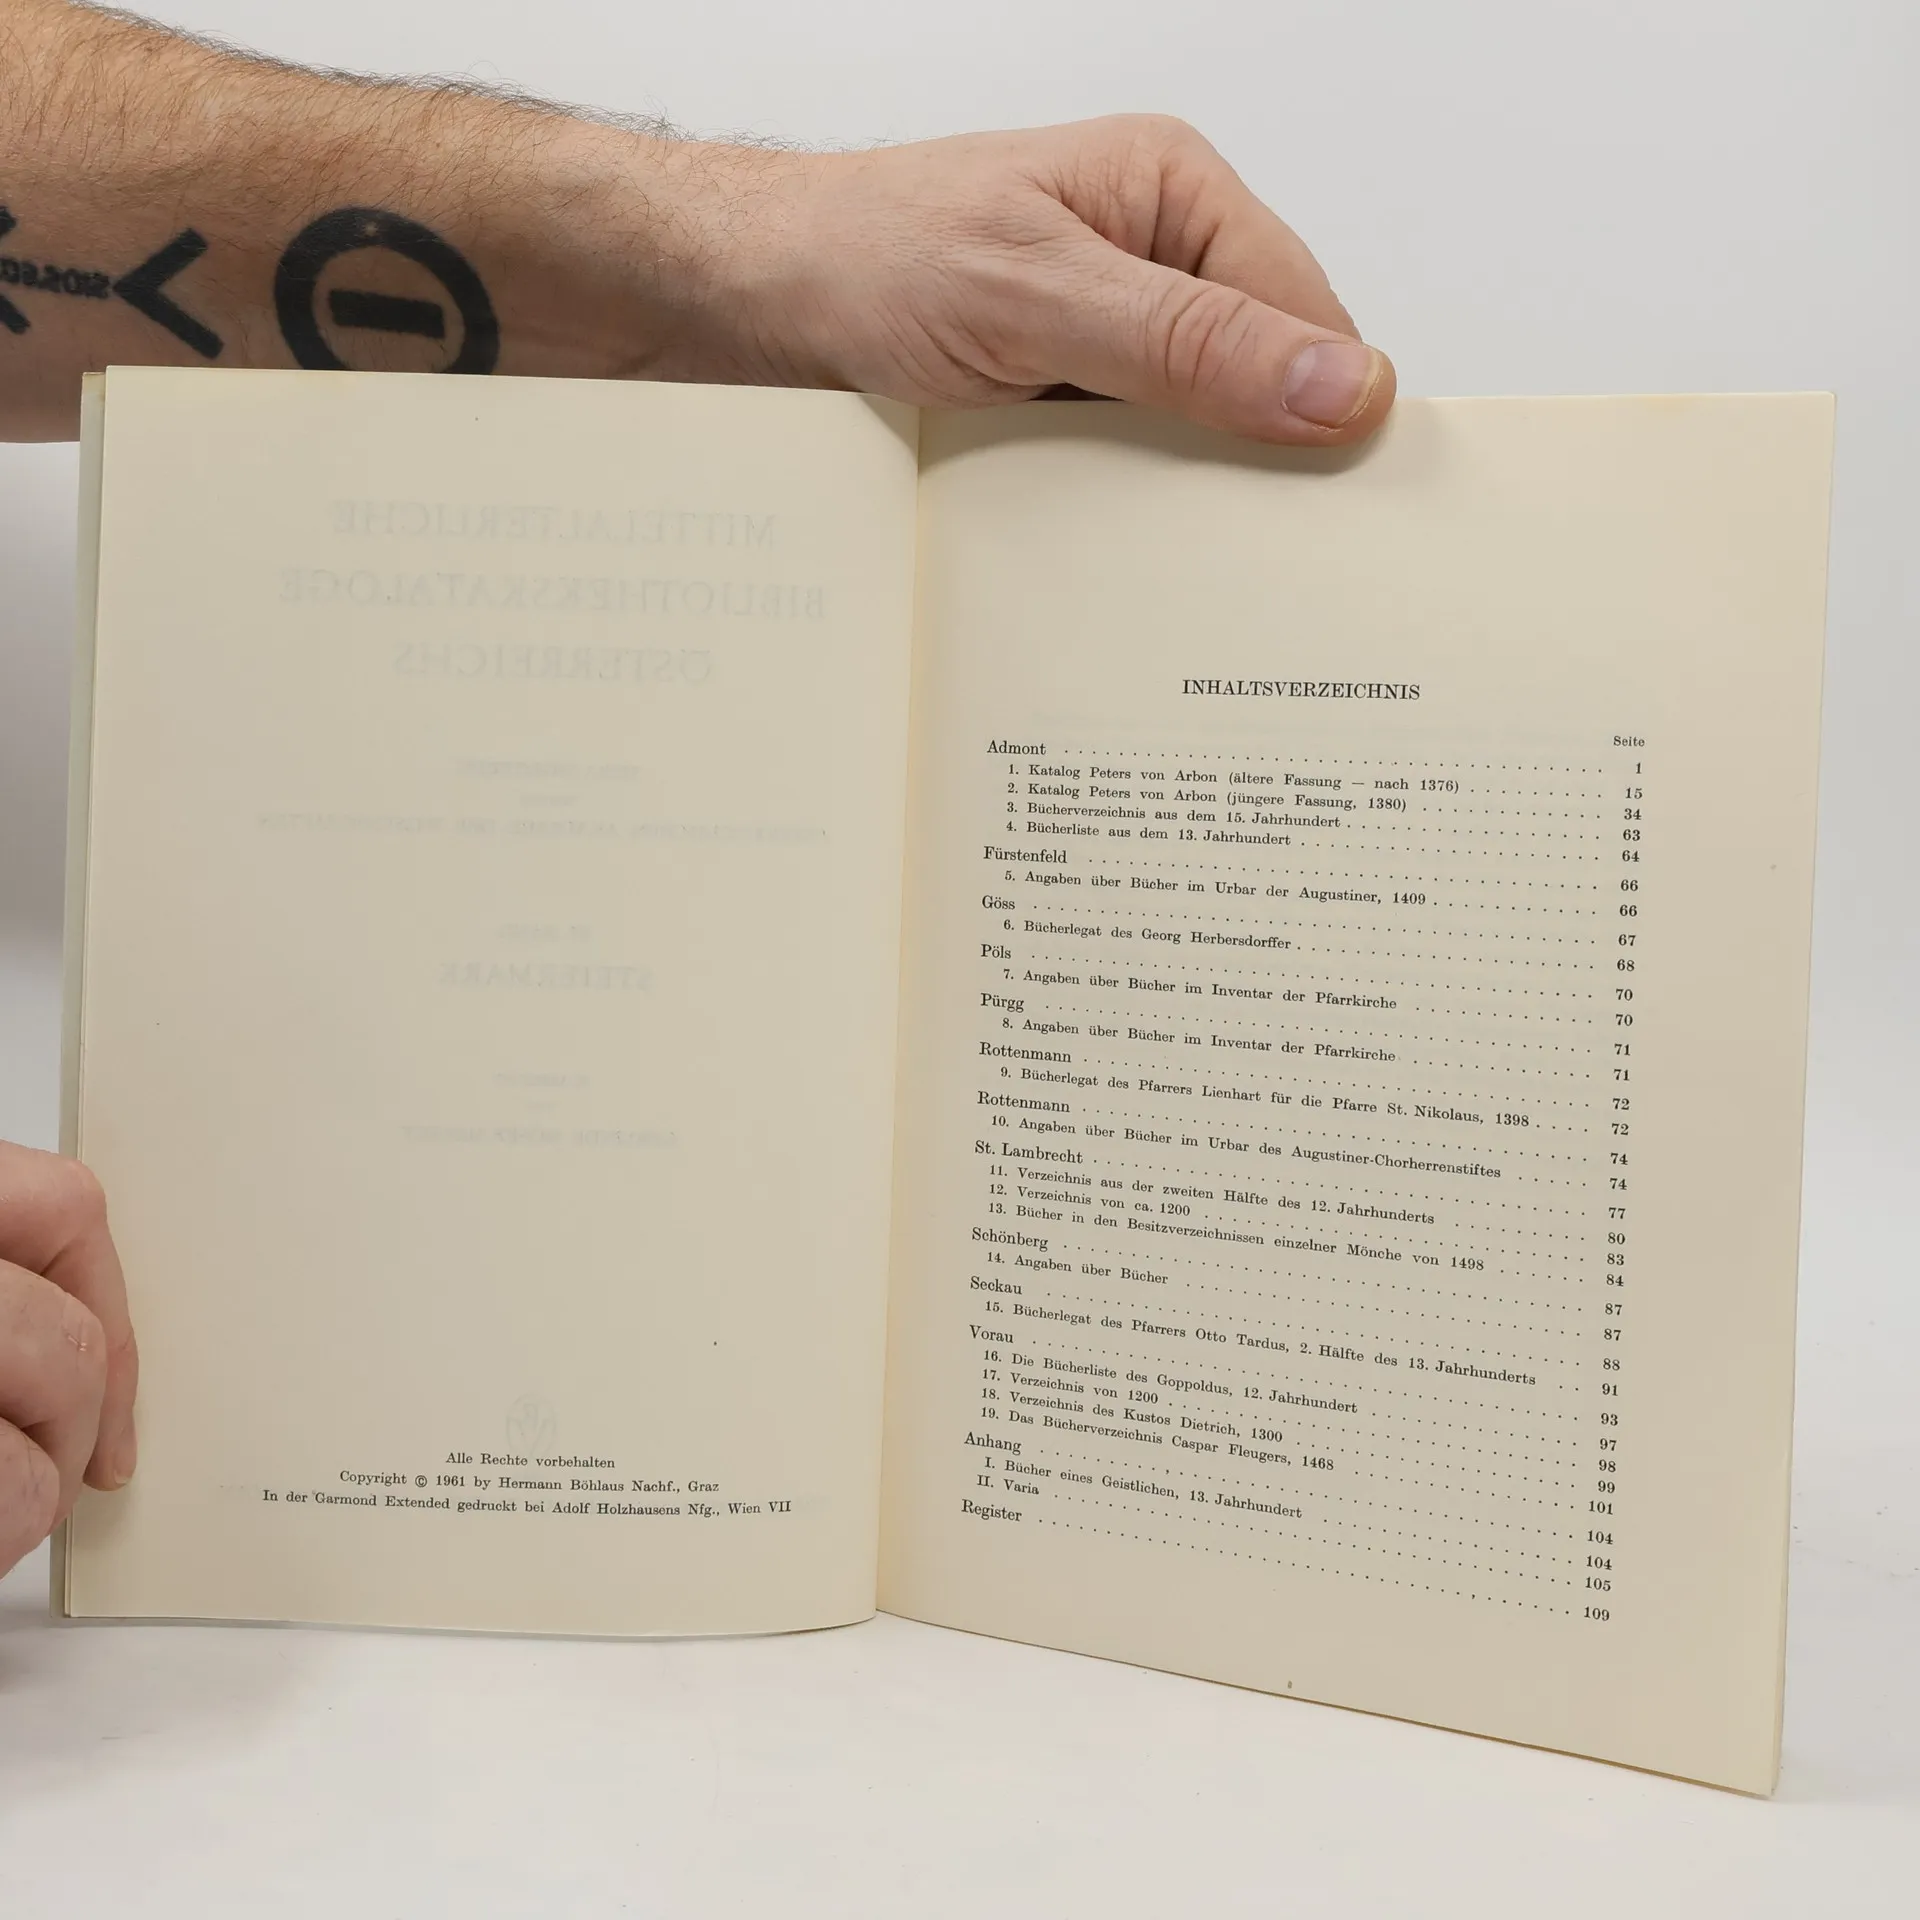 MITTELALTERLICHE
BIBLIOTHEKSKATALOGE
ÖSTERREICHS
STEIERMARK
Alle Rechte vorbehalten
Copyright © 1961 by Hermann Böhlaus Nachf., Graz
In der Garmond Extended gedruckt bei Adolf Holzhausens Nfg., Wien VII
INHALTSVERZEICHNIS
Seite
Admont . . . . . 1
1. Katalog Peters von Arbon (ältere Fassung — nach 1376) . . . . . 15
2. Katalog Peters von Arbon (jüngere Fassung, 1380) . . . . . 34
3. Bücherverzeichnis aus dem 15. Jahrhundert . . . . . 63
4. Bücherliste aus dem 13. Jahrhundert . . . . . 64
Fürstenfeld . . . . . 66
5. Angaben über Bücher im Urbar der Augustiner, 1409 . . . . . 66
Göss . . . . . 67
6. Bücherlegat des Georg Herbersdorffer . . . . . 68
Pöls . . . . . 70
7. Angaben über Bücher im Inventar der Pfarrkirche . . . . . 70
Pürgg . . . . . 71
8. Angaben über Bücher im Inventar der Pfarrkirche . . . . . 71
Rottenmann . . . . . 72
9. Bücherlegat des Pfarrers Lienhart für die Pfarre St. Nikolaus, 1398 . . . . 72
Rottenmann . . . . . 74
10. Angaben über Bücher im Urbar des Augustiner-Chorherrenstiftes . . . . . 74
St. Lambrecht . . . . . 77
11. Verzeichnis aus der zweiten Hälfte des 12. Jahrhunderts . . . . . 80
12. Verzeichnis von ca. 1200 . . . . . 83
13. Bücher in den Besitzverzeichnissen einzelner Mönche von 1498 . . . . . 84
Schönberg . . . . . 87
14. Angaben über Bücher . . . . . 87
Seckau . . . . . 88
15. Bücherlegat des Pfarrers Otto Tardus, 2. Hälfte des 13. Jahrhunderts . . 91
Vorau . . . . . 93
16. Die Bücherliste des Goppoldus, 12. Jahrhundert . . . . . 97
17. Verzeichnis von 1200 . . . . . 98
18. Verzeichnis des Kustos Dietrich, 1300 . . . . . 99
19. Das Bücherverzeichnis Caspar Fleugers, 1468 . . . . . 101
Anhang . . . . . 104
I. Bücher eines Geistlichen, 13. Jahrhundert . . . . . 104
II. Varia . . . . . 105
Register . . . . . 109